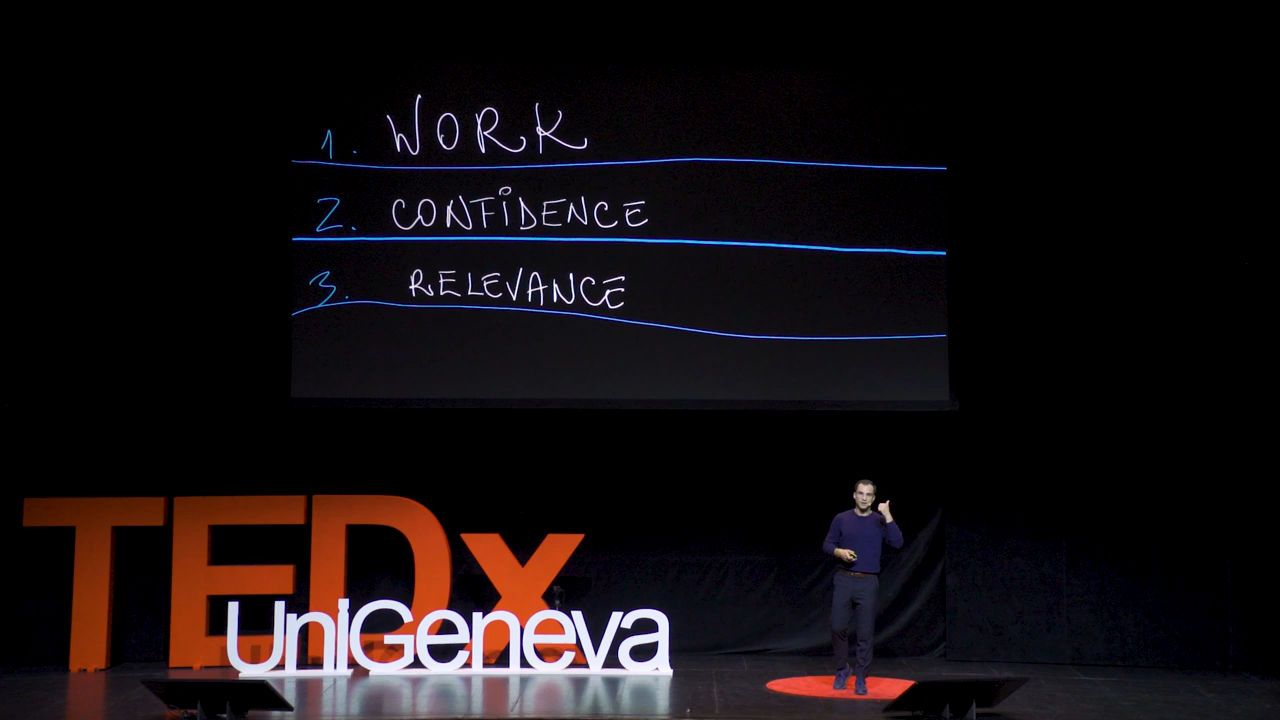 1. WORK
2. CONFiDENCE
3. RELEVANCE
TEDx
UniGeneva